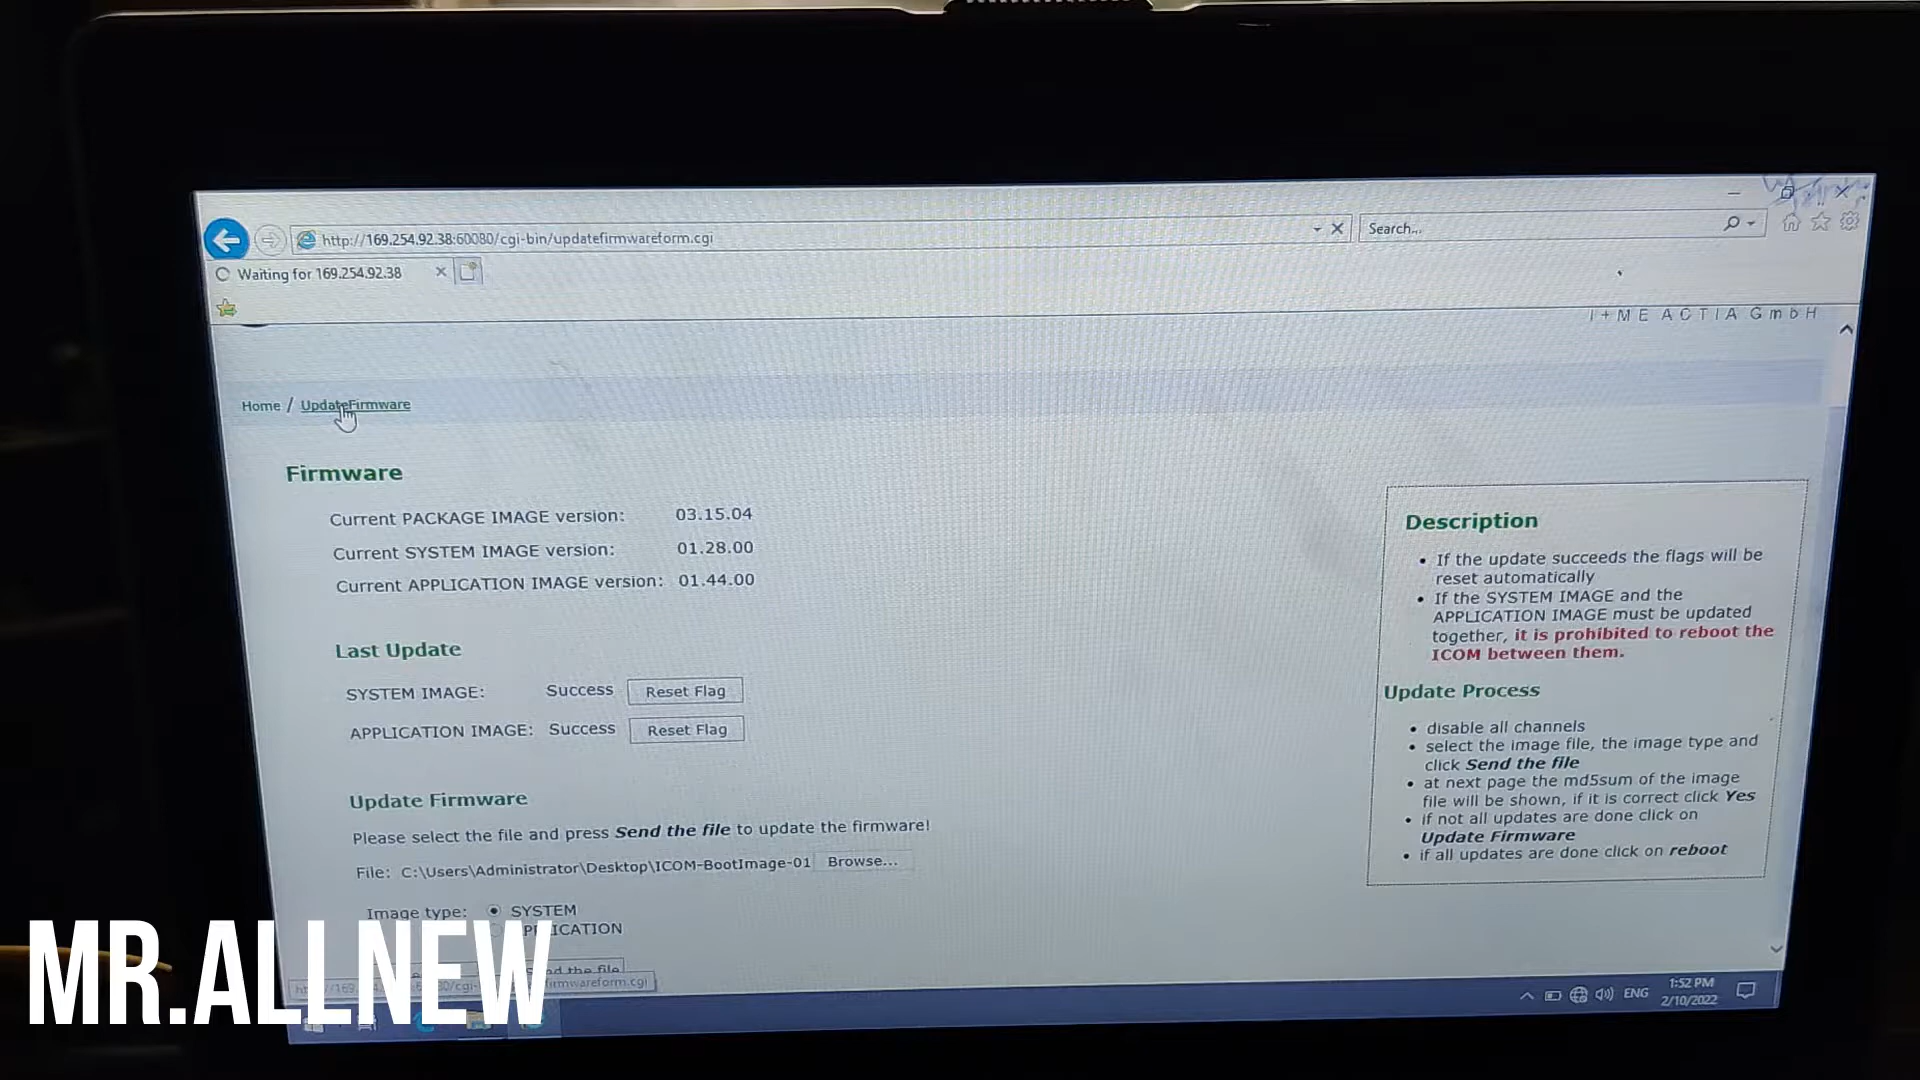 http://169.254.92.38:60080/cgi-bin/updatefirmwareform.cgi
Search...
Waiting for 169.254.92.38
I+ME ACTIA GmbH
Home / UpdateFirmware
Firmware
Current PACKAGE IMAGE version: 03.15.04
Current SYSTEM IMAGE version: 01.28.00
Current APPLICATION IMAGE version: 01.44.00
Last Update
SYSTEM IMAGE: Success Reset Flag
APPLICATION IMAGE: Success Reset Flag
Update Firmware
Please select the file and press Send the file to update the firmware!
File: C:\Users\Administrator\Desktop\ICOM-BootImage-01 Browse...
Image type: SYSTEM
PPLICATION
nd the file
Description
• If the update succeeds the flags will be
reset automatically
• If the SYSTEM IMAGE and the
APPLICATION IMAGE must be updated
together, it is prohibited to reboot the
ICOM between them.
Update Process
• disable all channels
• select the image file, the image type and
click Send the file
• at next page the md5sum of the image
file will be shown, if it is correct click Yes
• if not all updates are done click on
Update Firmware
• if all updates are done click on reboot
MR.ALLNEW
ENG
1:52 PM
2/10/2022